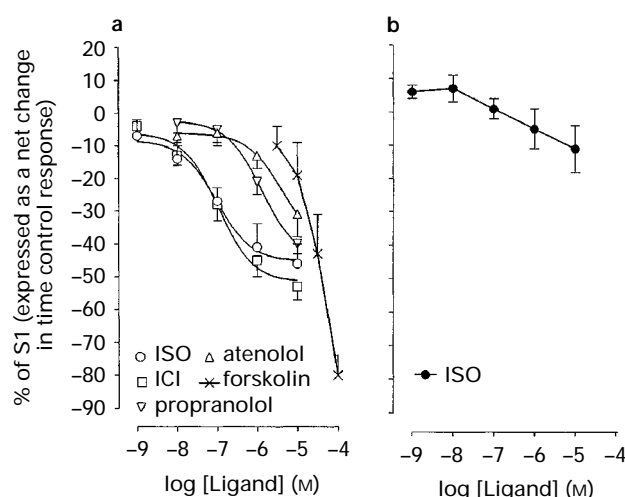 a
b
% of S1 (expressed as a net change
in time control response)
20
10
0
−10
−20
−30
−40
−50
−60
−70
−80
−90
ISO
atenolol
ICI
forskolin
propranolol
−9 −8 −7 −6 −5 −4
log [Ligand] (M)
ISO
−9 −8 −7 −6 −5 −4
log [Ligand] (M)